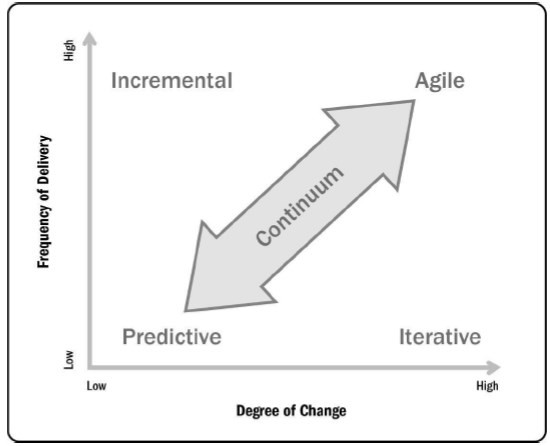 High
Incremental
Agile
Frequency of Delivery
Continuum
Predictive
Iterative
Low
Low
High
Degree of Change